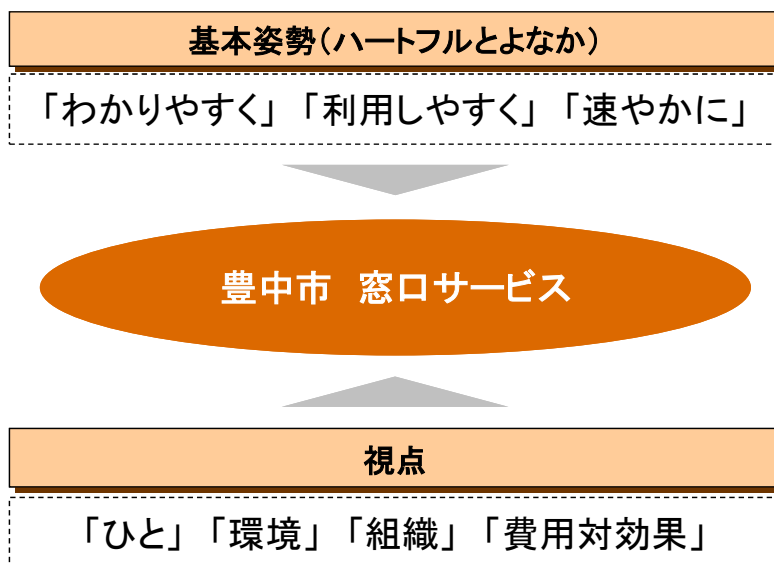 基本姿勢（ハートフルとよなか）
「わかりやすく」「利用しやすく」「速やかに」
豊中市　窓口サービス
視点
「ひと」「環境」「組織」「費用対効果」